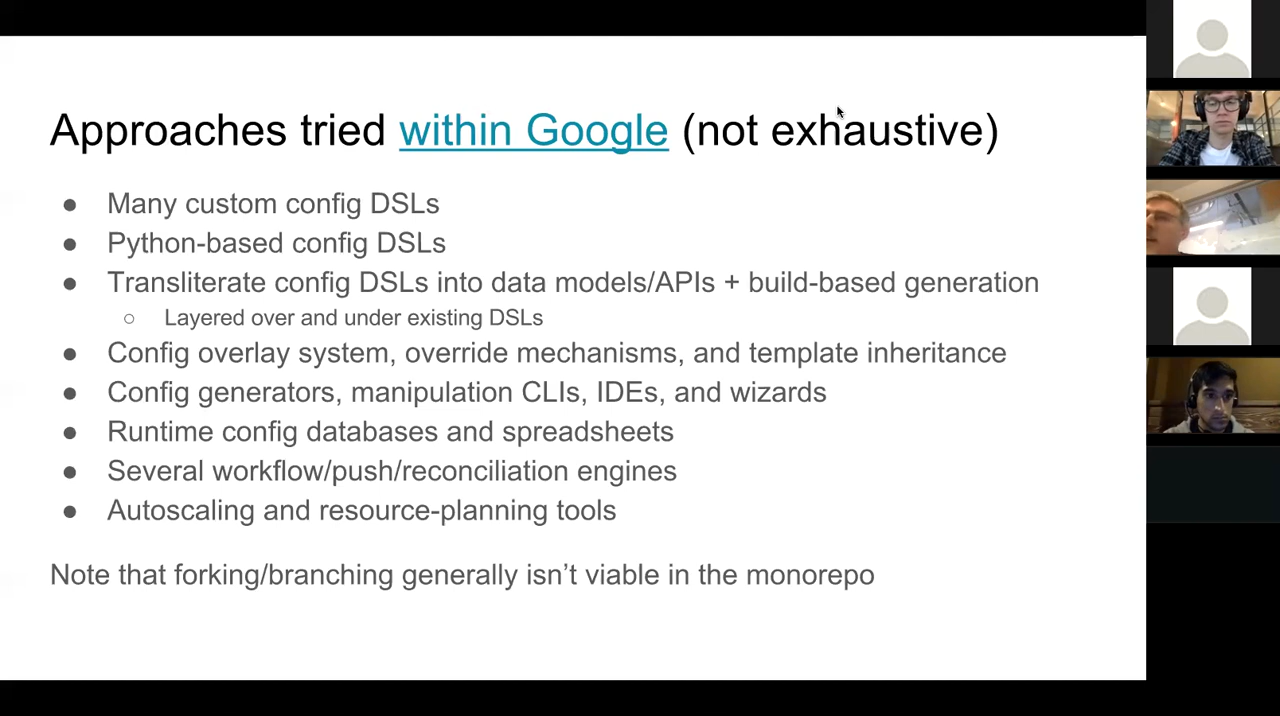 Approaches tried within Google (not exhaustive)
● Many custom config DSLs
● Python-based config DSLs
● Transliterate config DSLs into data models/APIs + build-based generation
○ Layered over and under existing DSLs
● Config overlay system, override mechanisms, and template inheritance
● Config generators, manipulation CLIs, IDEs, and wizards
● Runtime config databases and spreadsheets
● Several workflow/push/reconciliation engines
● Autoscaling and resource-planning tools
Note that forking/branching generally isn’t viable in the monorepo